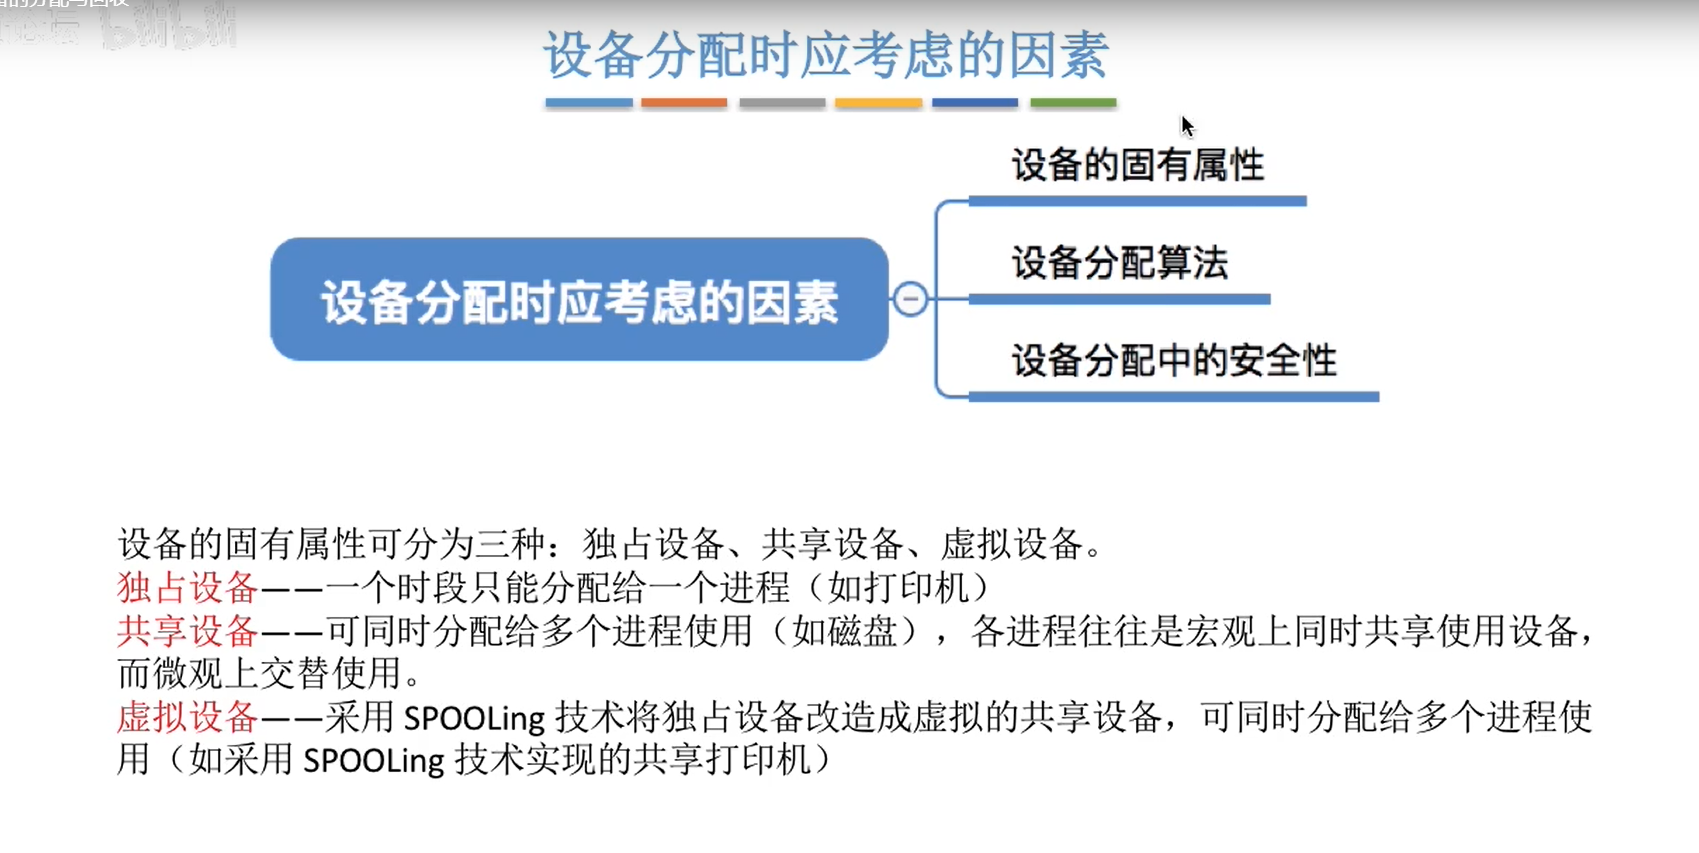 设备分配时应考虑的因素
设备的固有属性
设备分配时应考虑的因素
设备分配算法
设备分配中的安全性
设备的固有属性可分为三种：独占设备、共享设备、虚拟设备。
独占设备——一个时段只能分配给一个进程（如打印机）
共享设备——可同时分配给多个进程使用（如磁盘），各进程往往是宏观上同时共享使用设备，
而微观上交替使用。
虚拟设备——采用 SPOOLing 技术将独占设备改造成虚拟的共享设备，可同时分配给多个进程使
用（如采用 SPOOLing 技术实现的共享打印机）